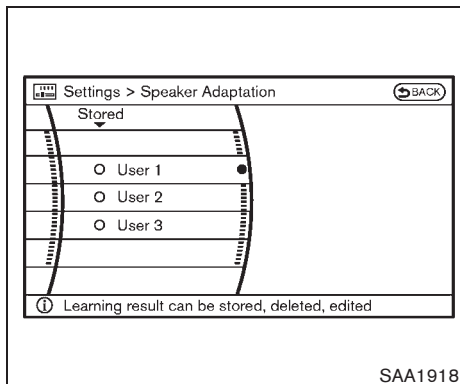 Settings > Speaker Adaptation
BACK
Stored
User 1
User 2
User 3
Learning result can be stored, deleted, edited
SAA1918